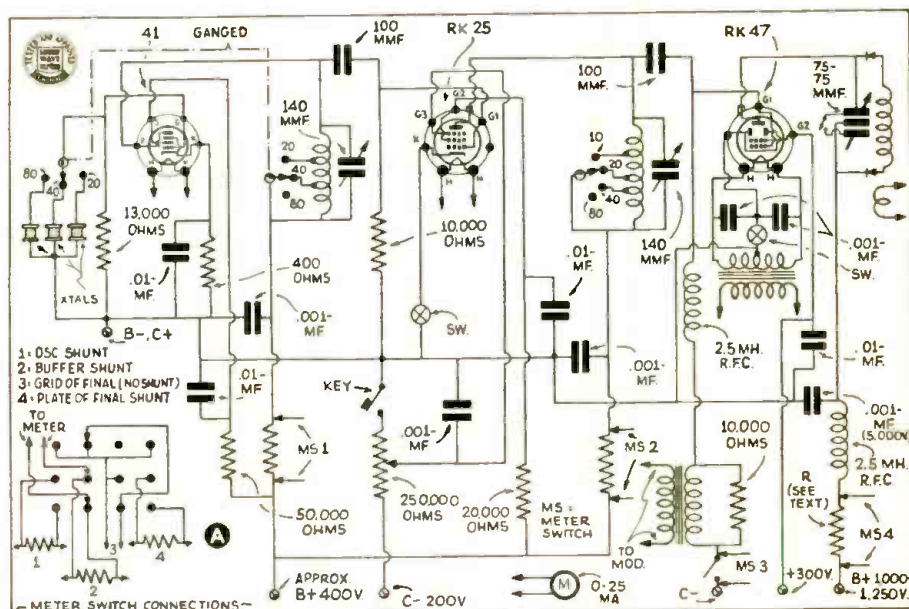 41
GANGED
100
MMF.
RK 25
RK 47
TESTED AND APPROVED
SHORT
WAVE
G3
G2
G1
K
H
H
G1
G2
H
H
140
MMF.
20
40
80
100
MMF.
10
20
40
80
75-
75
MMF.
80
40
20
13,000
OHMS
.01-
MF.
400
OHMS
XTALS
.001-
MF.
B-.C+
10,000
OHMS
SW.
.01-
MF.
140
MMF.
.001-
MF.
SW.
2.5 MH.
R.F.C.
.01-
MF.
.001-
MF.
1= OSC SHUNT
2= BUFFER SHUNT
3= GRID OF FINAL (NO SHUNT)
4= PLATE OF FINAL SHUNT
TO
METER
.01-
MF.
KEY
.001-
MF
MS 1
MS 2
10,000
OHMS
.001-
MF
(5,000V.)
2.5 MH.
R.F.C.
R
(SEE
TEXT)
50,000
OHMS
250,000
OHMS
20,000
OHMS
MS =
METER
SWITCH
TO
MOD.
MS 3
MS4
A
1
2
3
4
- METER SWITCH CONNECTIONS -
APPROX.
B+400V.
C-200V.
M
0-25
MA
C-
+300V.
B+1000-
1,250V.